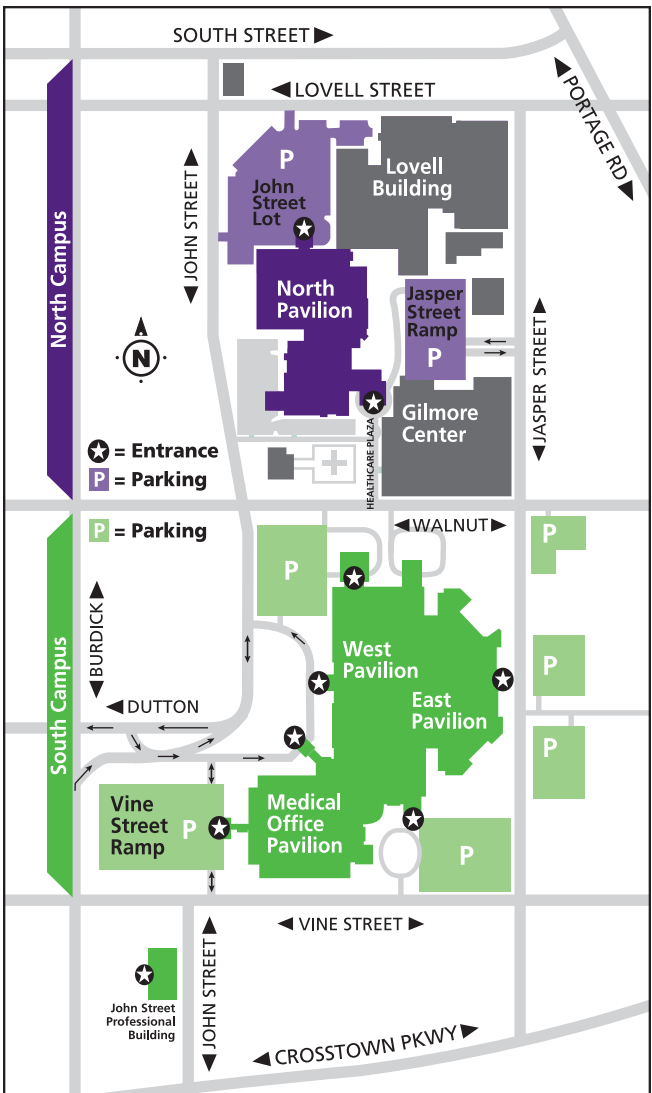 SOUTH STREET
LOVELL STREET
PORTAGE RD
North Campus
JOHN STREET
P
John
Street
Lot
Lovell
Building
North
Pavilion
Jasper
Street
Ramp
P
JASPER STREET
N
Gilmore
Center
HEALTHCARE PLAZA
= Entrance
P = Parking
P = Parking
WALNUT
South Campus
BURDICK
P
P
West
Pavilion
East
Pavilion
P
DUTTON
P
Vine
Street
Ramp
P
Medical
Office
Pavilion
P
VINE STREET
JOHN STREET
John Street
Professional
Building
CROSSTOWN PKWY